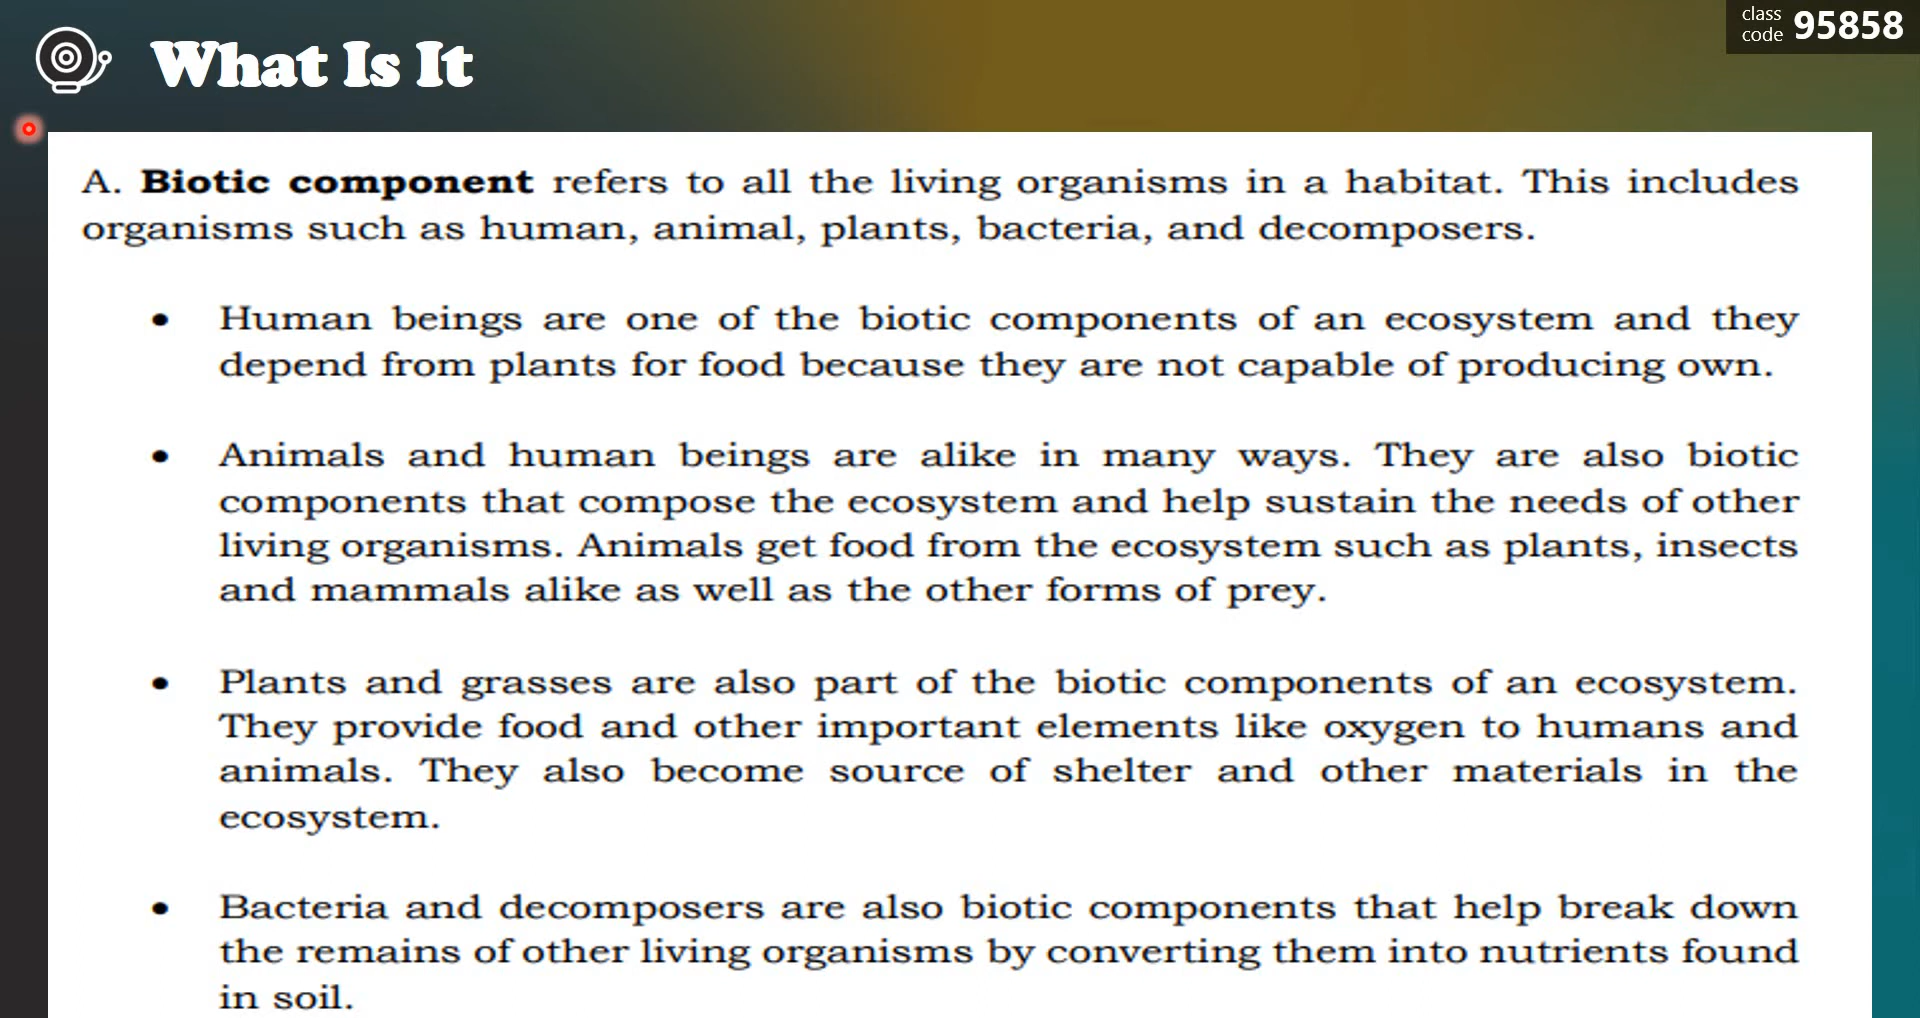 What Is It
class
code 95858
A. Biotic component refers to all the living organisms in a habitat. This includes
organisms such as human, animal, plants, bacteria, and decomposers.
• Human beings are one of the biotic components of an ecosystem and they
depend from plants for food because they are not capable of producing own.
• Animals and human beings are alike in many ways. They are also biotic
components that compose the ecosystem and help sustain the needs of other
living organisms. Animals get food from the ecosystem such as plants, insects
and mammals alike as well as the other forms of prey.
• Plants and grasses are also part of the biotic components of an ecosystem.
They provide food and other important elements like oxygen to humans and
animals. They also become source of shelter and other materials in the
ecosystem.
• Bacteria and decomposers are also biotic components that help break down
the remains of other living organisms by converting them into nutrients found
in soil.